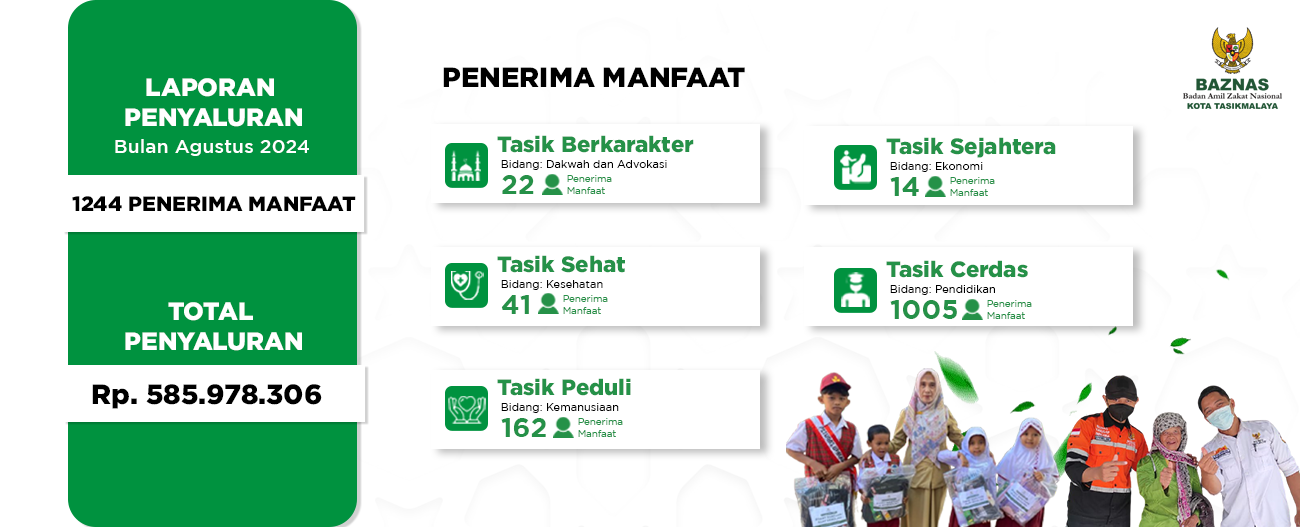 LAPORAN
PENYALURAN
Bulan Agustus 2024
1244 PENERIMA MANFAAT
TOTAL
PENYALURAN
Rp. 585.978.306
PENERIMA MANFAAT
Tasik Berkarakter
Bidang: Dakwah dan Advokasi
22 Penerima
Manfaat
Tasik Sejahtera
Bidang: Ekonomi
14 Penerima
Manfaat
Tasik Sehat
Bidang: Kesehatan
41 Penerima
Manfaat
Tasik Cerdas
Bidang: Pendidikan
1005 Penerima
Manfaat
Tasik Peduli
Bidang: Kemanusiaan
162 Penerima
Manfaat
BAZNAS
Badan Amil Zakat Nasional
KOTA TASIKMALAYA